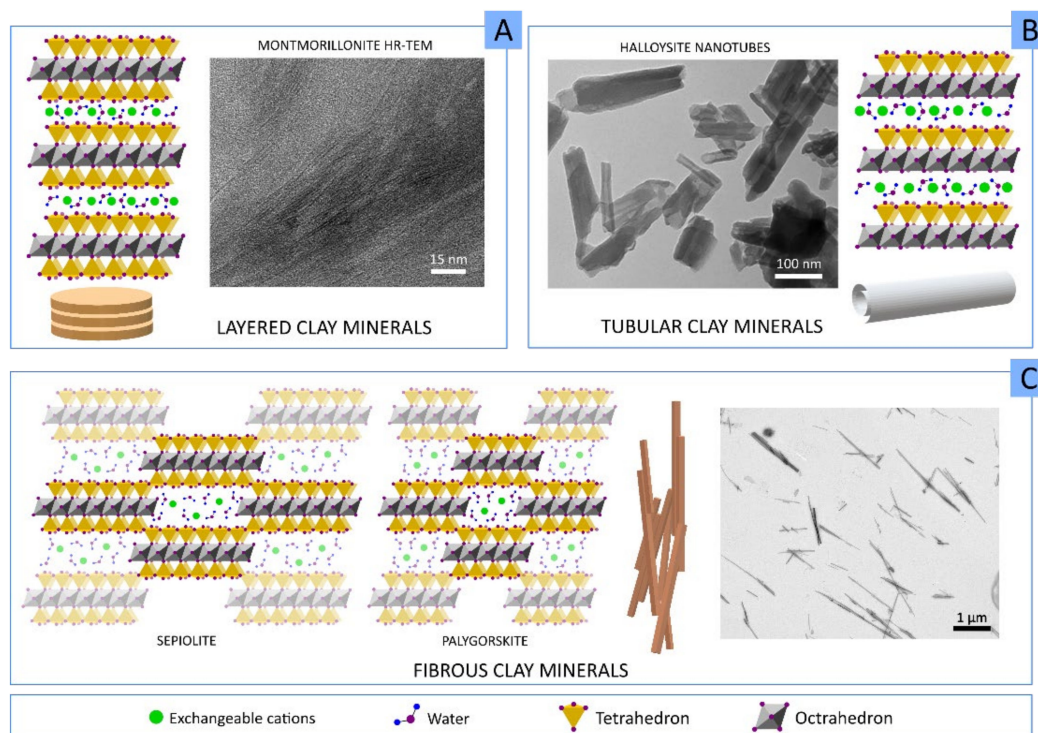 A
MONTMORILLONITE HR-TEM
15 nm
LAYERED CLAY MINERALS
B
HALLOYSITE NANOTUBES
100 nm
TUBULAR CLAY MINERALS
C
1 µm
SEPIOLITE
PALYGORSKITE
FIBROUS CLAY MINERALS
Exchangeable cations
Water
Tetrahedron
Octrahedron